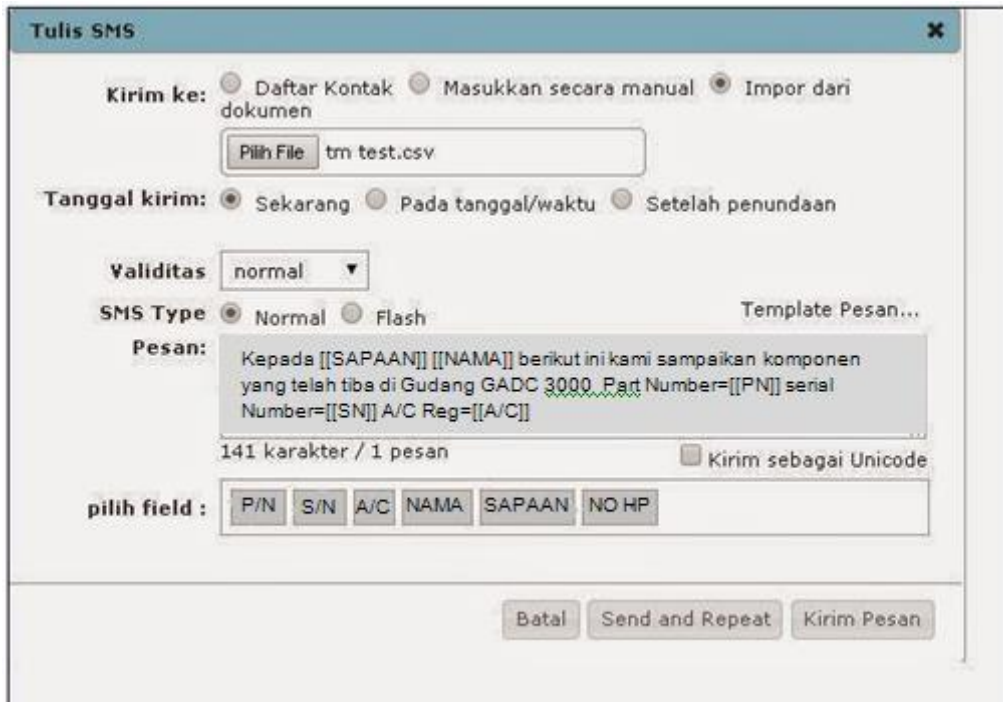 Tulis SMS
Kirim ke: Daftar Kontak Masukkan secara manual Impor dari
dokumen
Pilih File tm test.csv
Tanggal kirim: Sekarang Pada tanggal/waktu Setelah penundaan
Validitas normal
SMS Type Normal Flash Template Pesan...
Pesan: Kepada [[SAPAAN]] [[NAMA]] berikut ini kami sampaikan komponen
yang telah tiba di Gudang GADC 3000 Part Number=[[PN]] serial
Number=[[SN]] A/C Reg=[[A/C]]
141 karakter / 1 pesan Kirim sebagai Unicode
pilih field : P/N S/N A/C NAMA SAPAAN NO HP
Batal Send and Repeat Kirim Pesan